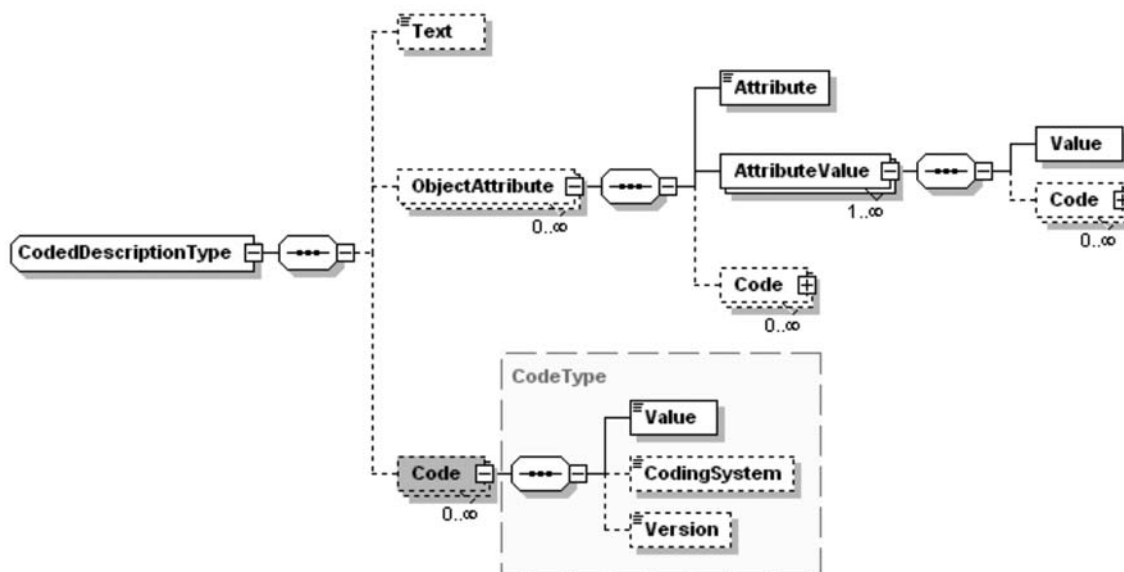 Text
Attribute
Value
AttributeValue
ObjectAttribute
1..∞
Code
0..∞
0..∞
CodedDescriptionType
Code
0..∞
CodeType
Value
Code
CodingSystem
0..∞
Version